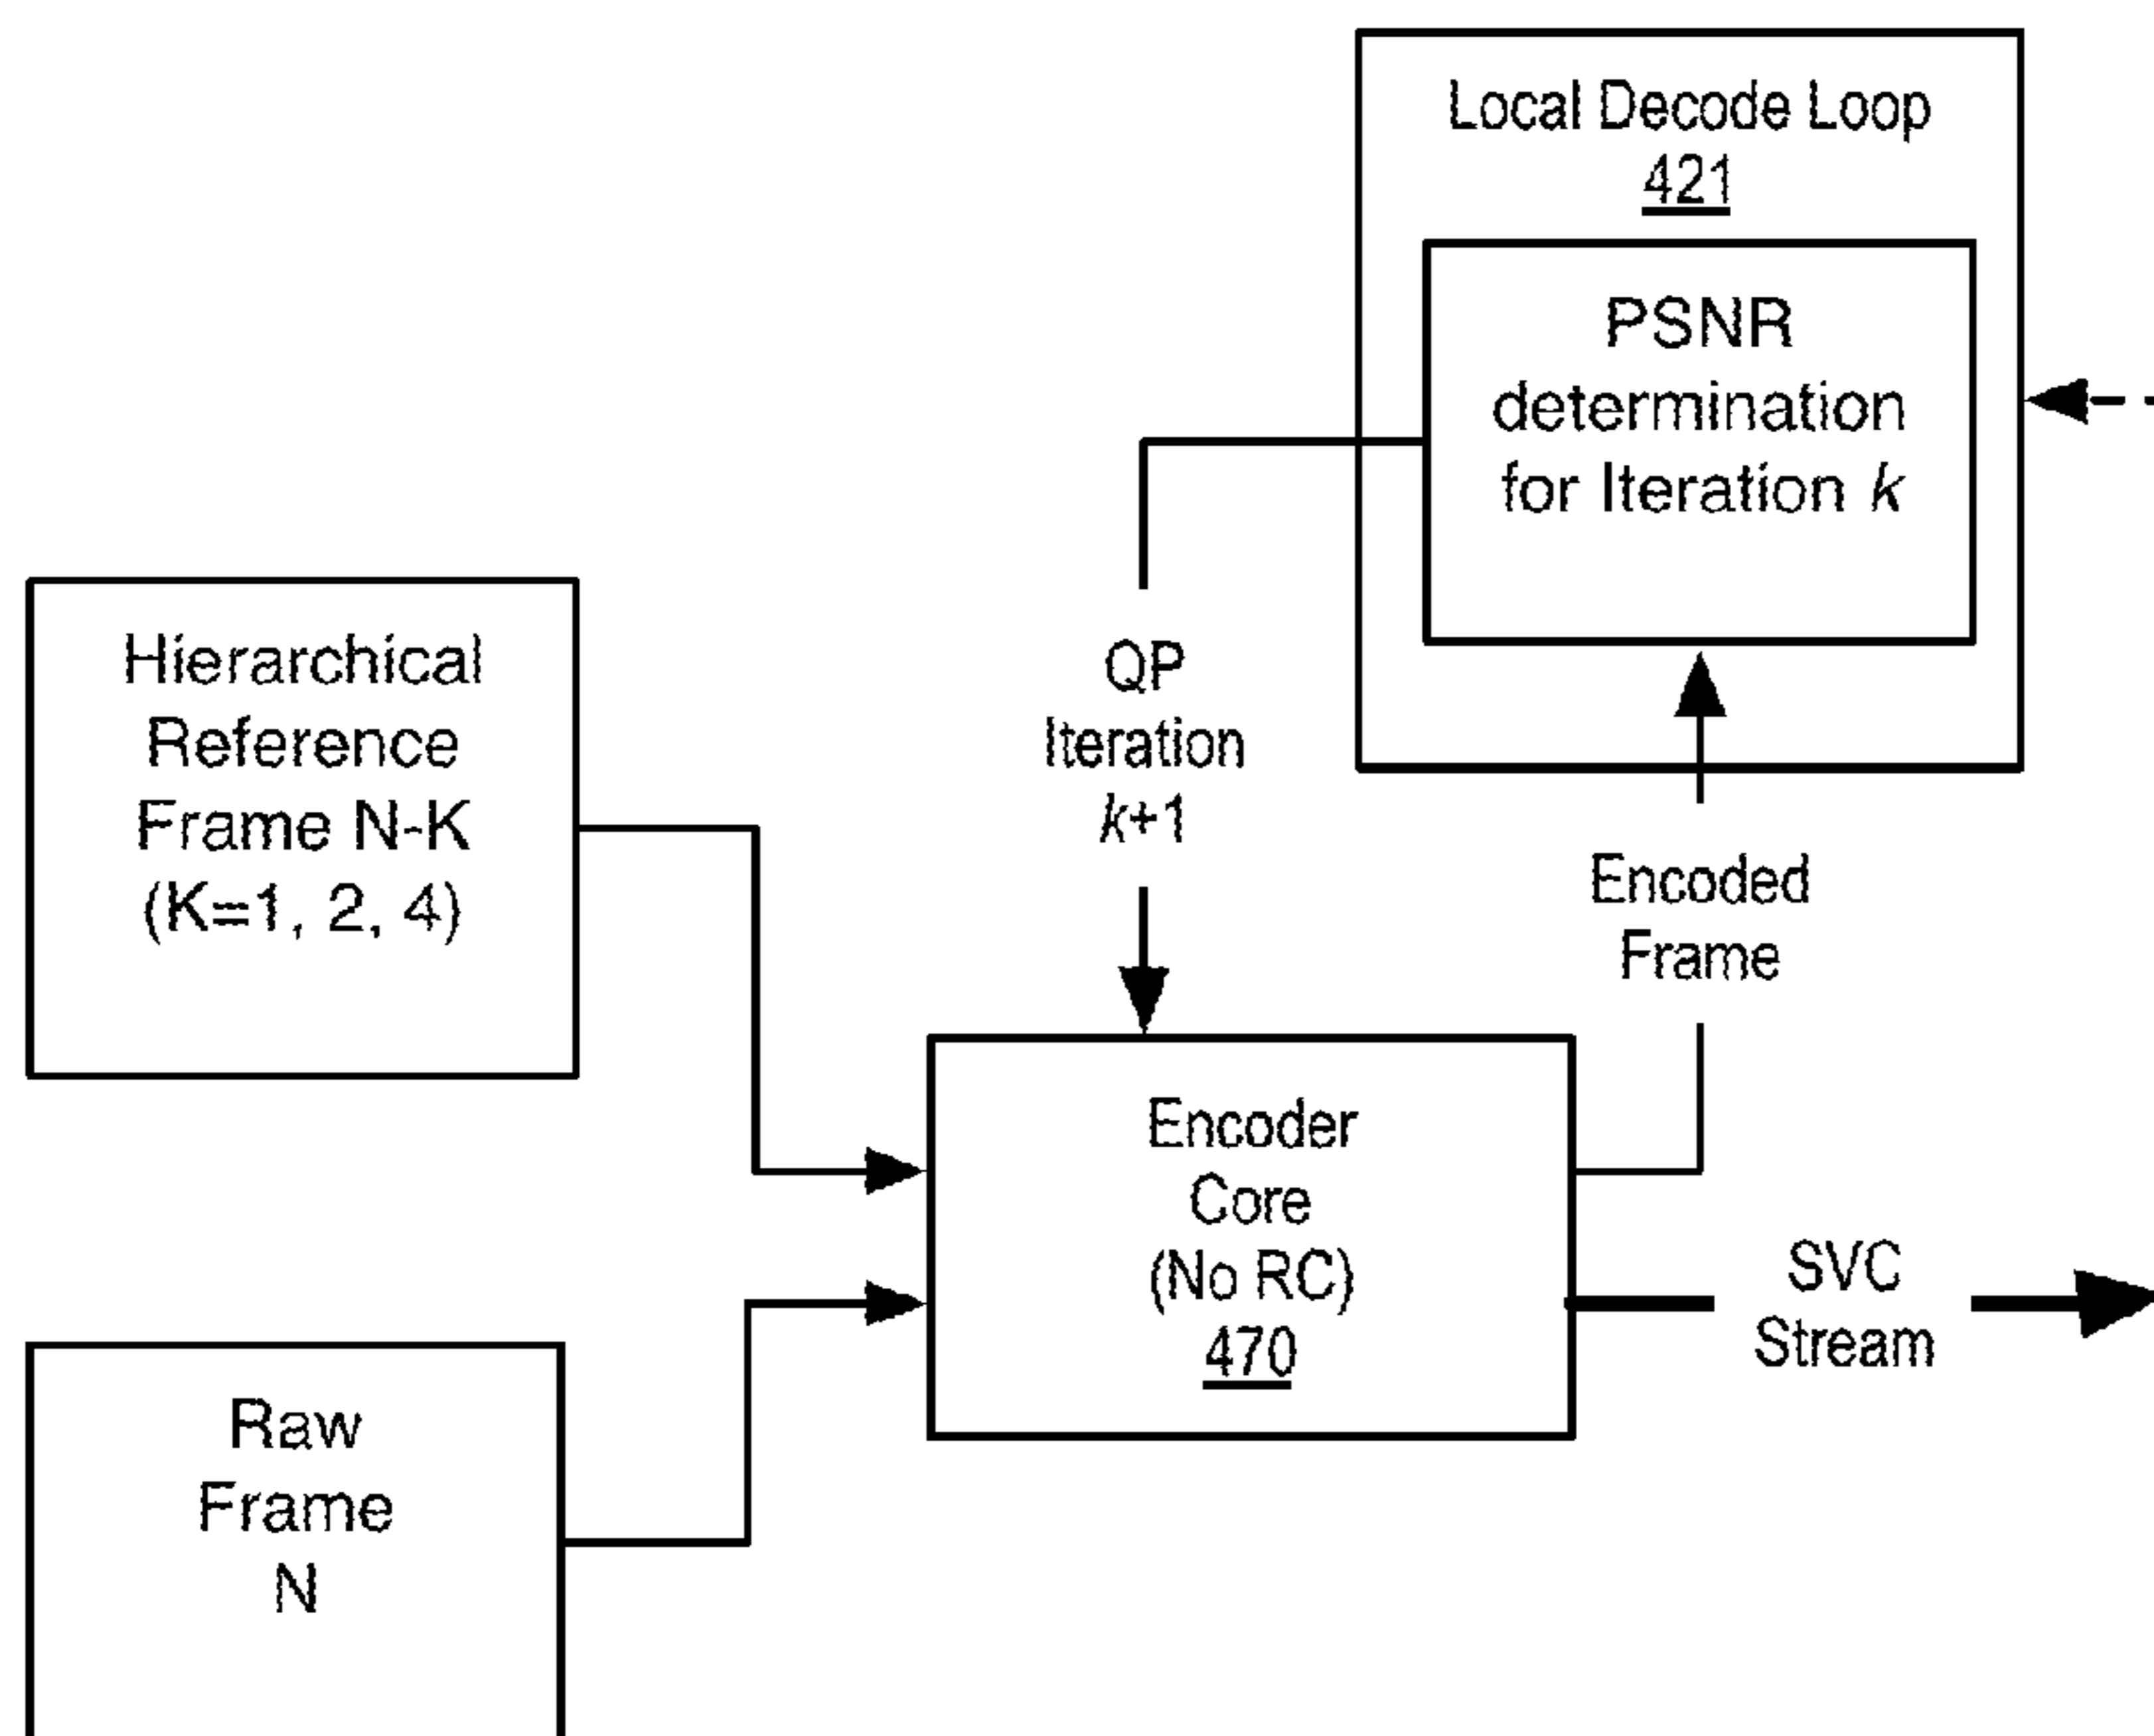 Local Decode Loop
421
PSNR
determination
for Iteration k
Hierarchical
Reference
Frame N-K
(K=1, 2, 4)
QP
Iteration
k+1
Encoded
Frame
Encoder
Core
(No RC)
470
SVC
Stream
Raw
Frame
N